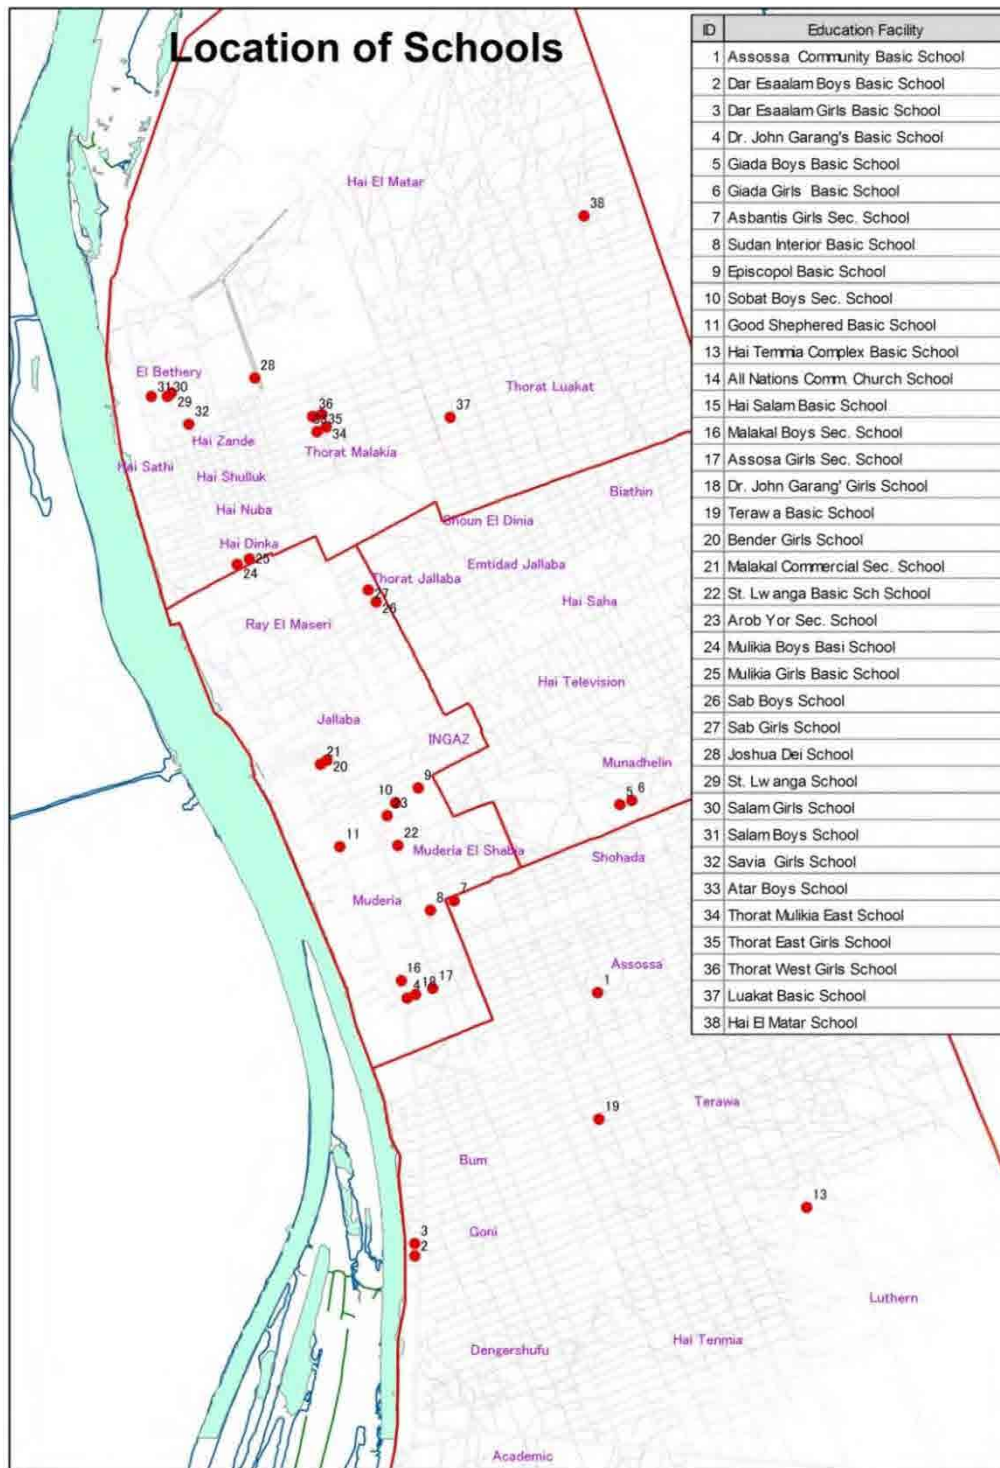 Location of Schools
ID Education Facility
1 Assossa Community Basic School
2 Dar Esaalam Boys Basic School
3 Dar Esaalam Girls Basic School
4 Dr. John Garang's Basic School
5 Giada Boys Basic School
6 Giada Girls Basic School
7 Asbantis Girls Sec. School
8 Sudan Interior Basic School
9 Episcopol Basic School
10 Sobat Boys Sec. School
11 Good Shephered Basic School
13 Hai Temmia Complex Basic School
14 All Nations Comm. Church School
15 Hai Salam Basic School
16 Malakal Boys Sec. School
17 Assosa Girls Sec. School
18 Dr. John Garang' Girls School
19 Terawa Basic School
20 Bender Girls School
21 Malakal Commercial Sec. School
22 St. Lwanga Basic Sch School
23 Arob Yor Sec. School
24 Mulikia Boys Basi School
25 Mulikia Girls Basic School
26 Sab Boys School
27 Sab Girls School
28 Joshua Dei School
29 St. Lwanga School
30 Salam Girls School
31 Salam Boys School
32 Savia Girls School
33 Atar Boys School
34 Thorat Mulikia East School
35 Thorat East Girls School
36 Thorat West Girls School
37 Luakat Basic School
38 Hai El Matar School
Hai El Matar
38
28
El Bethery
31 30
29
32
36
35
34
37
Thorat Luakat
Hai Zande
Thorat Malakia
Hai Sathi
Hai Shulluk
Biathin
Hai Nuba
Shoun El Dinia
Hai Dinka
25
24
Emtidad Jallaba
Thorat Jallaba
27
26
Hai Saha
Ray El Maseri
Hai Television
Jallaba
INGAZ
21
20
Munadhelin
9
10
23
5 6
11
22
Muderia El Shabia
Shohada
Muderia
8
7
Assossa
16
4 18
17
1
Terawa
19
Bum
13
3
2
Goni
Luthern
Hai Tenmia
Dengershufu
Academic